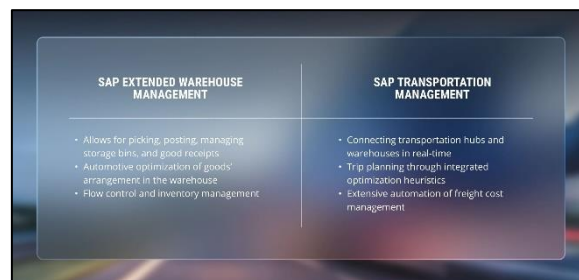 SAP EXTENDED WAREHOUSE
MANAGEMENT
• Allows for picking, posting, managing
storage bins, and good receipts
• Automotive optimization of goods'
arrangement in the warehouse
• Flow control and inventory management
SAP TRANSPORTATION
MANAGEMENT
• Connecting transportation hubs and
warehouses in real-time
• Trip planning through integrated
optimization heuristics
• Extensive automation of freight cost
management